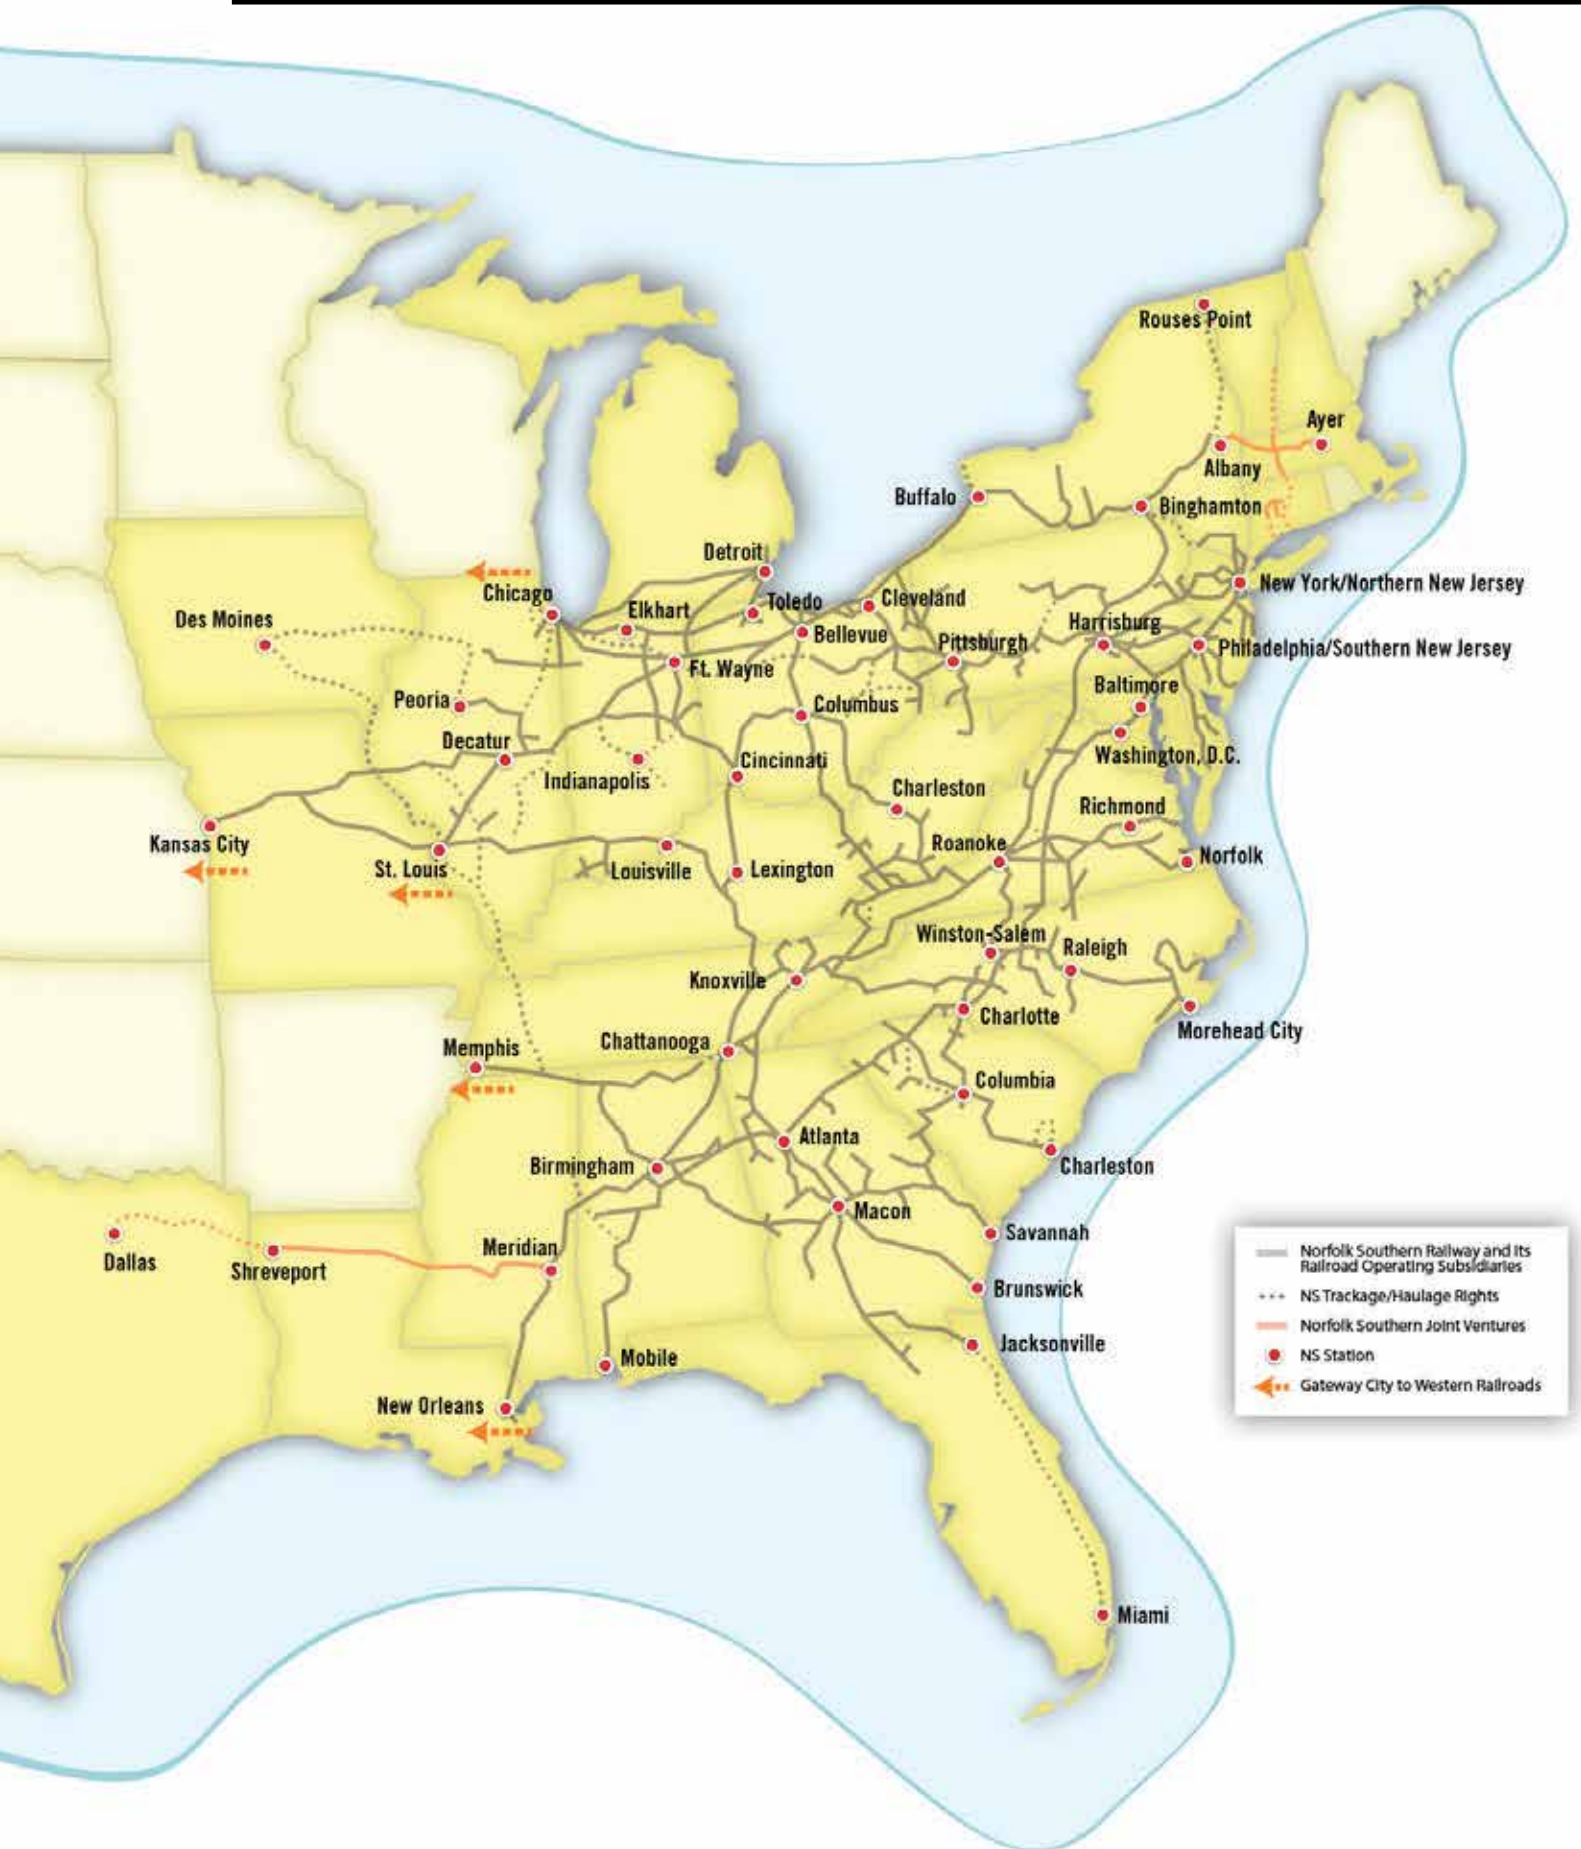 Rouses Point
Ayer
Albany
Buffalo
Binghamton
Detroit
New York/Northern New Jersey
Chicago
Elkhart
Toledo
Cleveland
Des Moines
Harrisburg
Bellevue
Pittsburgh
Philadelphia/Southern New Jersey
Ft. Wayne
Baltimore
Peoria
Columbus
Decatur
Washington, D.C.
Cincinnati
Indianapolis
Charleston
Richmond
Kansas City
Roanoke
Norfolk
St. Louis
Louisville
Lexington
Winston-Salem
Raleigh
Knoxville
Charlotte
Morehead City
Chattanooga
Memphis
Columbia
Atlanta
Birmingham
Charleston
Macon
Savannah
Meridian
Dallas
Shreveport
Brunswick
Jacksonville
Mobile
New Orleans
Miami
Norfolk Southern Railway and Its
Railroad Operating Subsidiaries
NS Trackage/Haulage Rights
Norfolk Southern Joint Ventures
NS Station
Gateway City to Western Railroads